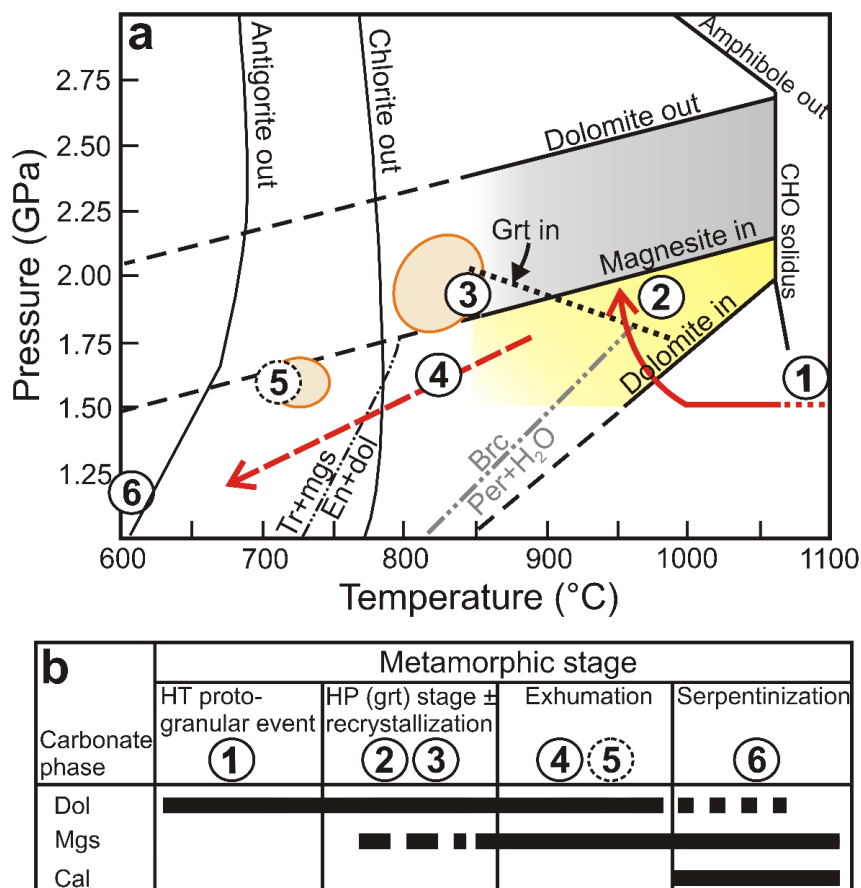 a
Antigorite out
Chlorite out
Amphibole out
Dolomite out
CHO solidus
Grt in
Magnesite in
Dolomite in
2.75
2.50
2.25
2.00
1.75
1.50
1.25
Pressure (GPa)
1
2
3
4
5
6
Tr+mgs
En+dol
Brc
Per+H₂O
600
700
800
900
1000
1100
Temperature (°C)
b
Metamorphic stage
Carbonate
phase
HT proto-
granular event
1
HP (grt) stage ±
recrystallization
2 3
Exhumation
4 5
Serpentinization
6
Dol
Mgs
Cal